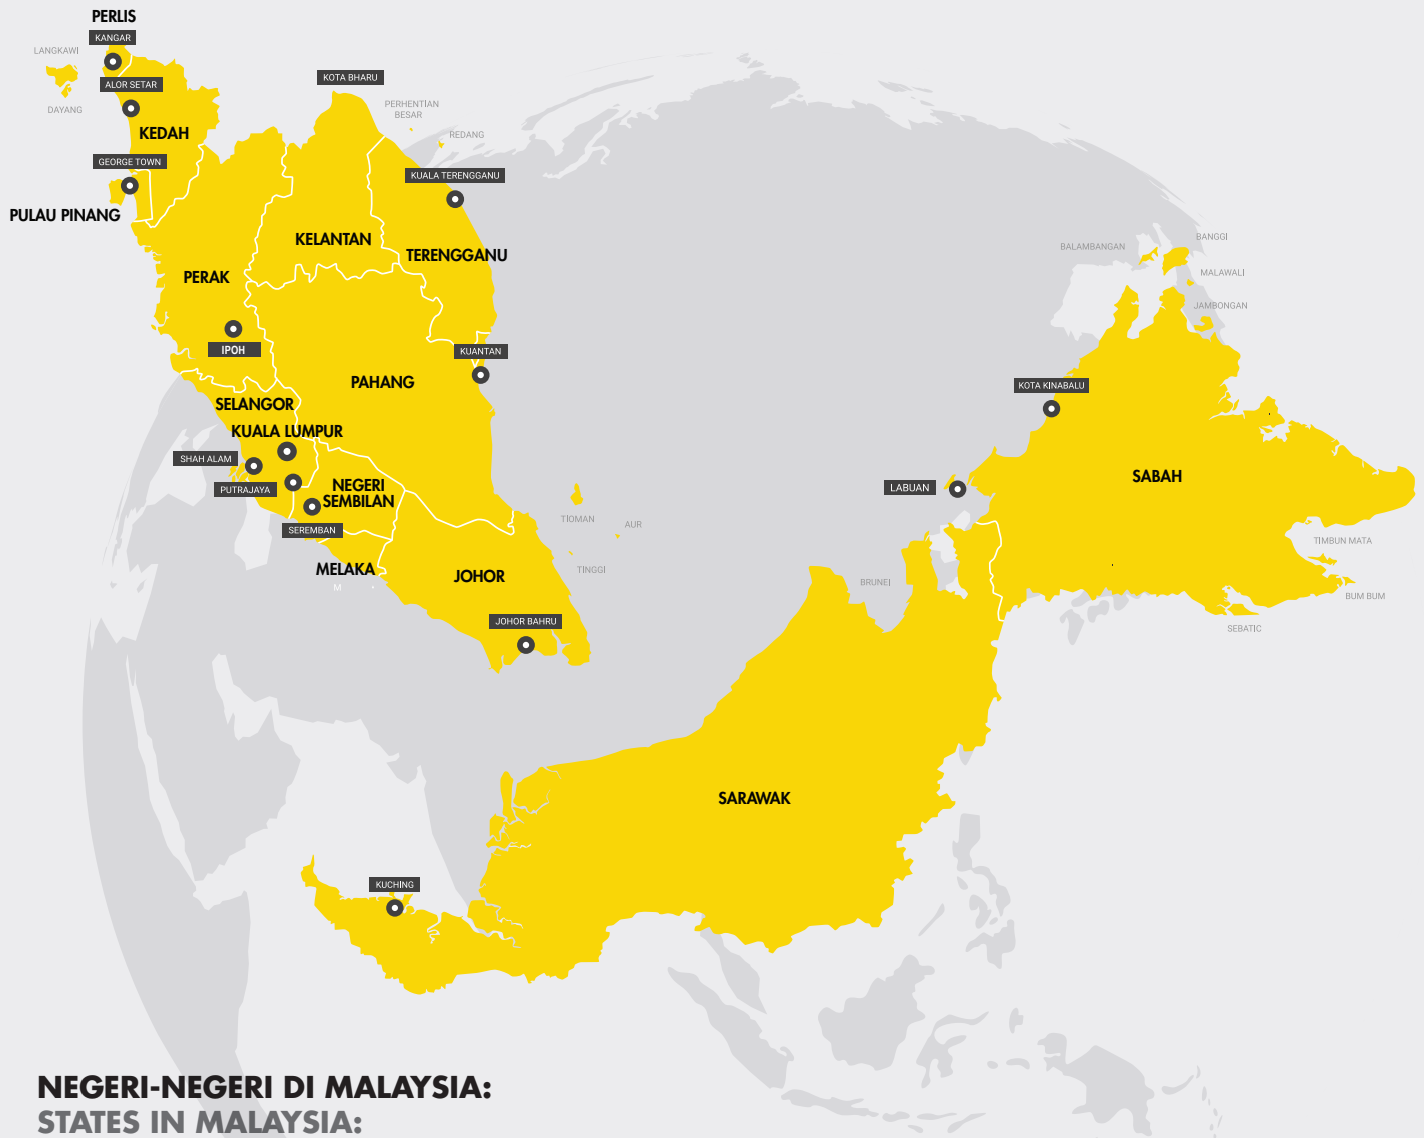 PERLIS
KANGAR
LANGKAWI
DAYANG
ALOR SETAR
KEDAH
KOTA BHARU
PERHENTIAN
BESAR
REDANG
GEORGE TOWN
PULAU PINANG
KUALA TERENGGANU
KELANTAN
TERENGGANU
PERAK
IPOH
KUANTAN
PAHANG
SELANGOR
KUALA LUMPUR
SHAH ALAM
PUTRAJAYA
NEGERI
SEMBILAN
SEREMBAN
MELAKA
M
JOHOR
JOHOR BAHRU
TIOMAN
AUR
TINGGI
BALAMBANGAN
BANGGI
MALAWALI
JAMBONGAN
KOTA KINABALU
LABUAN
SABAH
TIMBUN MATA
BUM BUM
SEBATIC
BRUNEI
SARAWAK
KUCHING
NEGERI-NEGERI DI MALAYSIA:
STATES IN MALAYSIA: